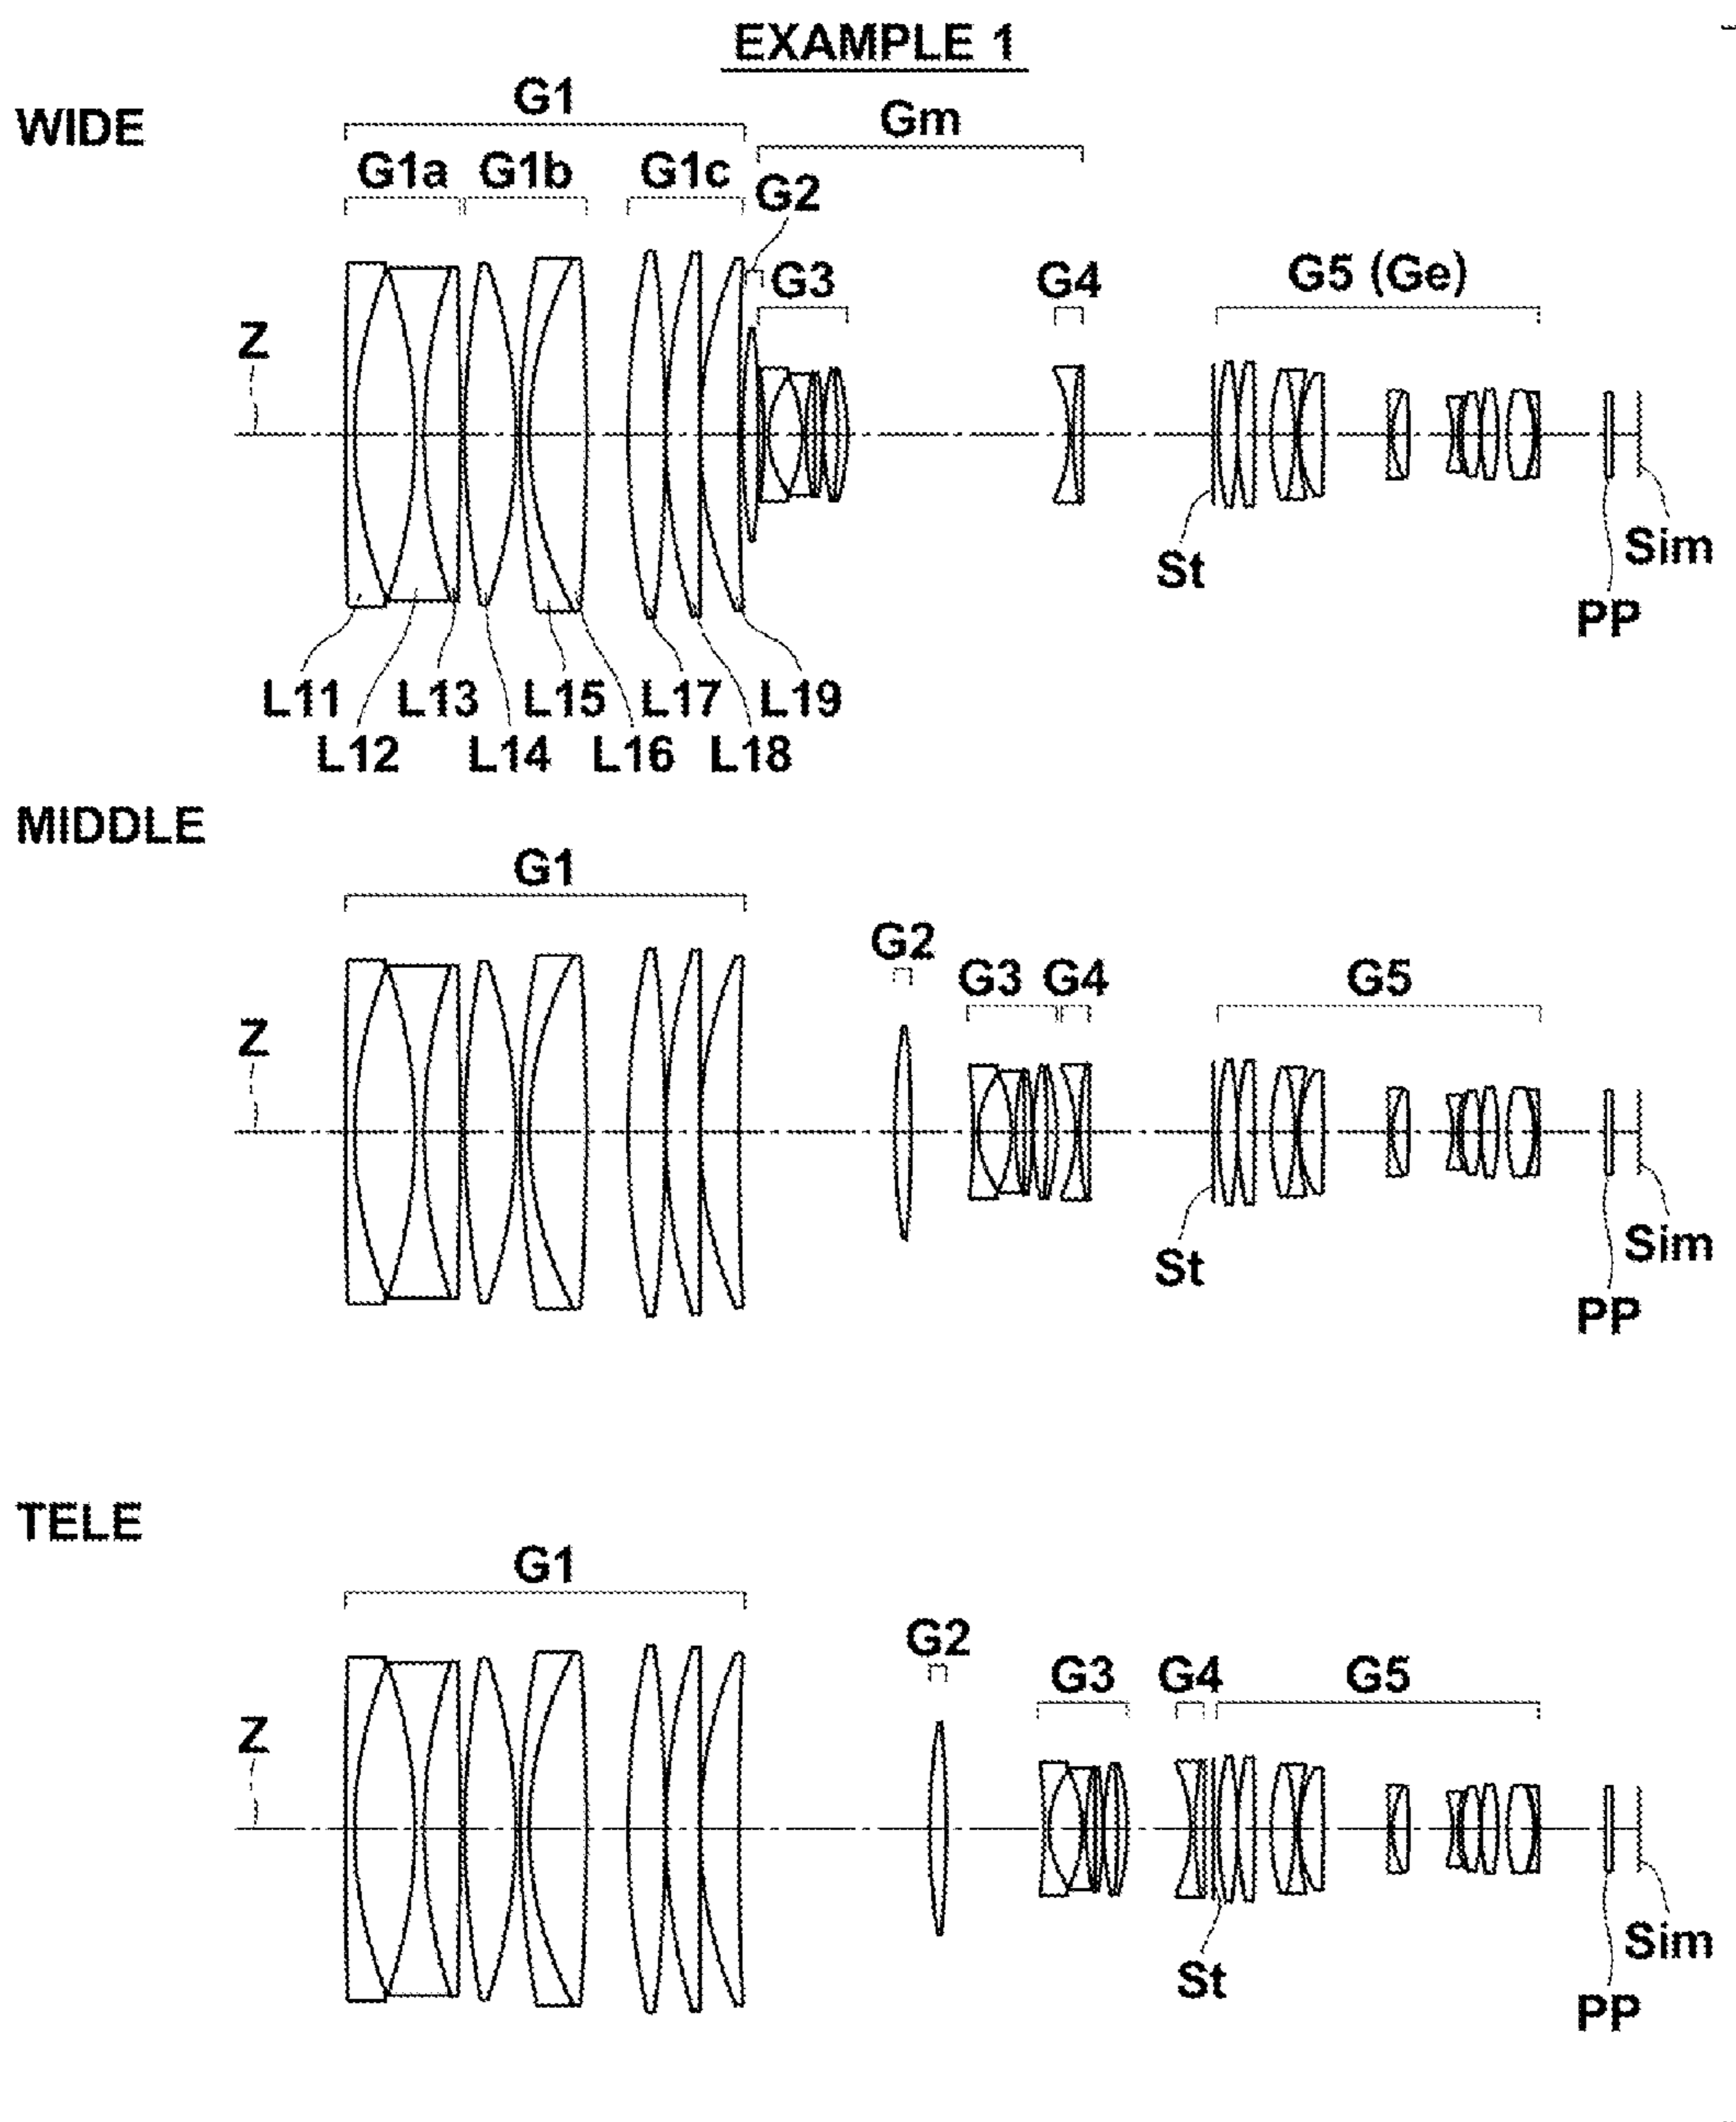 EXAMPLE 1
WIDE
G1
Gm
G1a G1b G1c
G2
G3 G4 G5 (Ge)
Z
St
Sim
PP
L11 L13 L15 L17 L19
L12 L14 L16 L18
MIDDLE
G1
G2
G3 G4 G5
Z
St
Sim
PP
TELE
G1
G2
G3 G4 G5
Z
St
Sim
PP